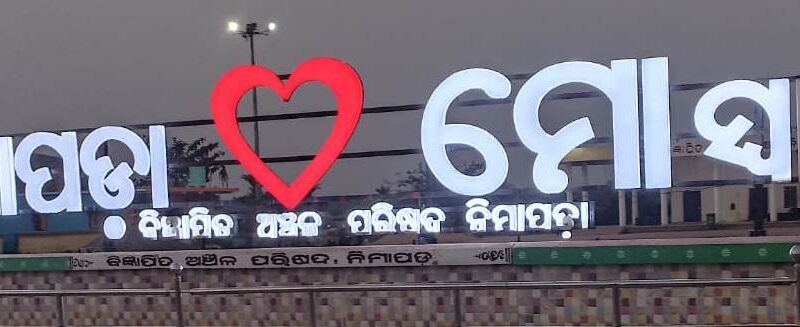 ାପଡ଼ା ❤ ମୋ ସ
ବିଜ୍ଞାପିତ ଅଞ୍ଚଳ ପରିଷଦ ନିମାପଡ଼ା
ବିଜ୍ଞାପିତ ଅଞ୍ଚଳ ପରିଷଦ, ନିମାପଡ଼ା